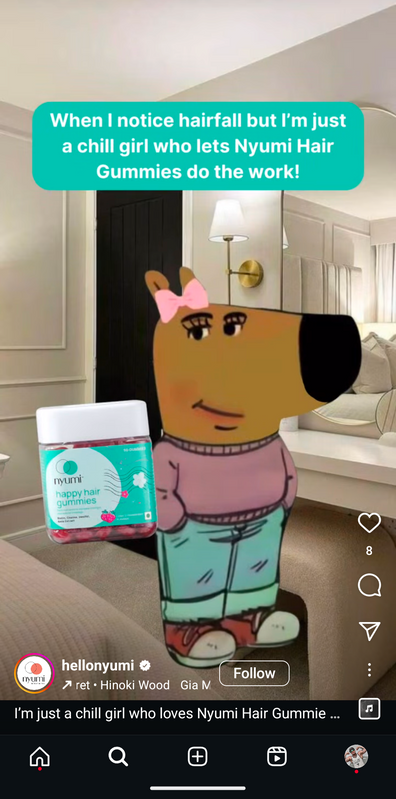 When I notice hairfall but I'm just
a chill girl who lets Nyumi Hair
Gummies do the work!
nyumi
happy hair
gummies
8
nyumi
hellonyumi
ret • Hinoki Wood Gia M
Follow
I'm just a chill girl who loves Nyumi Hair Gummie ...